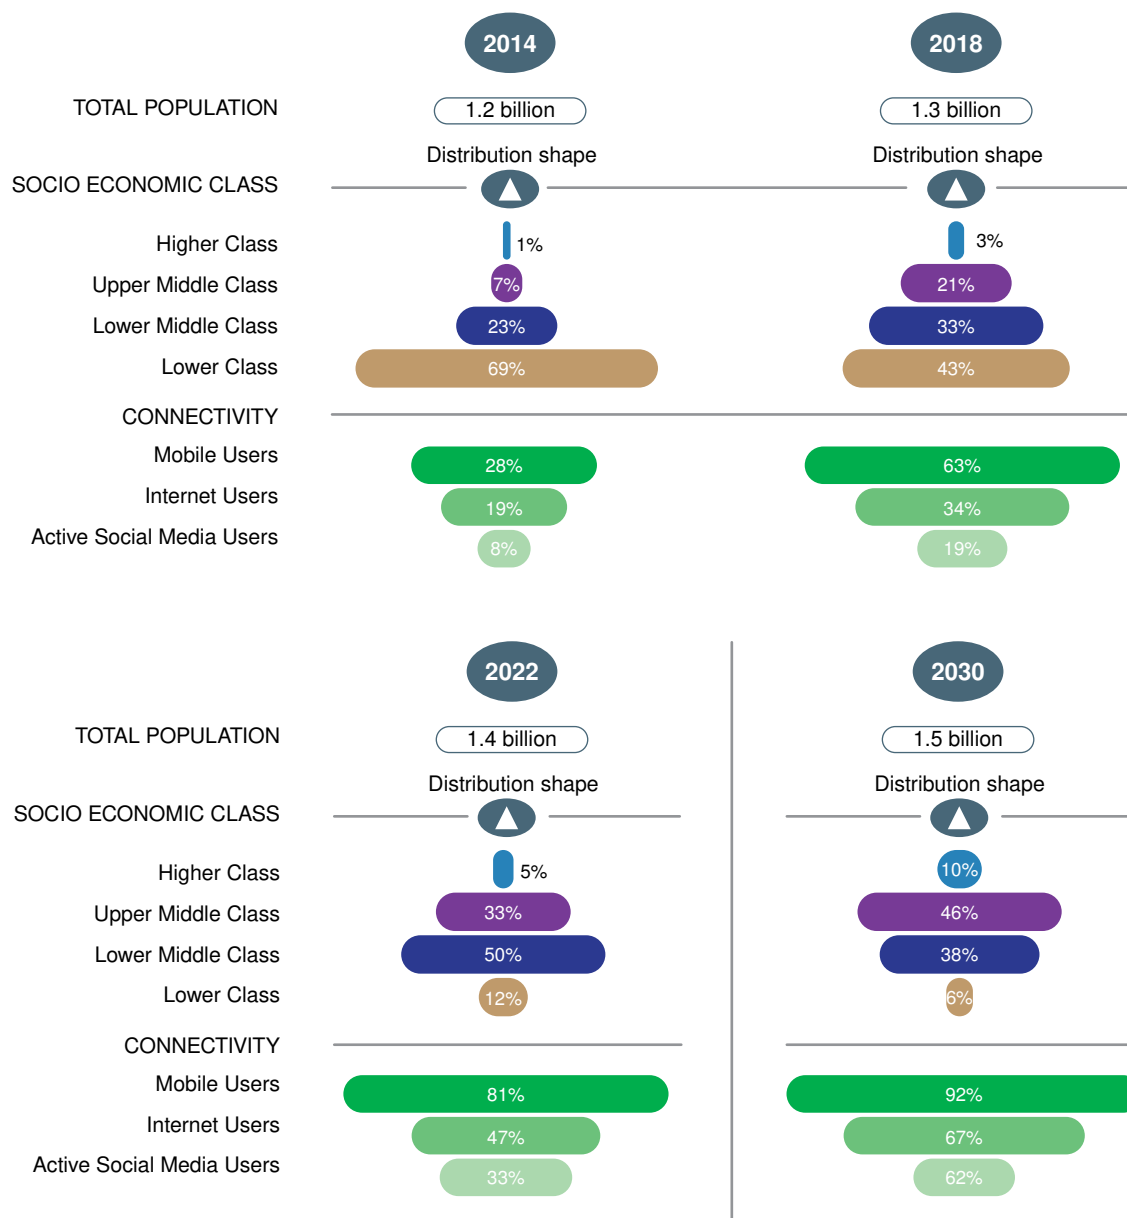 2014 2018
TOTAL POPULATION 1.2 billion 1.3 billion
Distribution shape Distribution shape
SOCIO ECONOMIC CLASS
Higher Class 1% 3%
Upper Middle Class 7% 21%
Lower Middle Class 23% 33%
Lower Class 69% 43%
CONNECTIVITY
Mobile Users 28% 63%
Internet Users 19% 34%
Active Social Media Users 8% 19%
2022 2030
TOTAL POPULATION 1.4 billion 1.5 billion
Distribution shape Distribution shape
SOCIO ECONOMIC CLASS
Higher Class 5% 10%
Upper Middle Class 33% 46%
Lower Middle Class 50% 38%
Lower Class 12% 6%
CONNECTIVITY
Mobile Users 81% 92%
Internet Users 47% 67%
Active Social Media Users 33% 62%